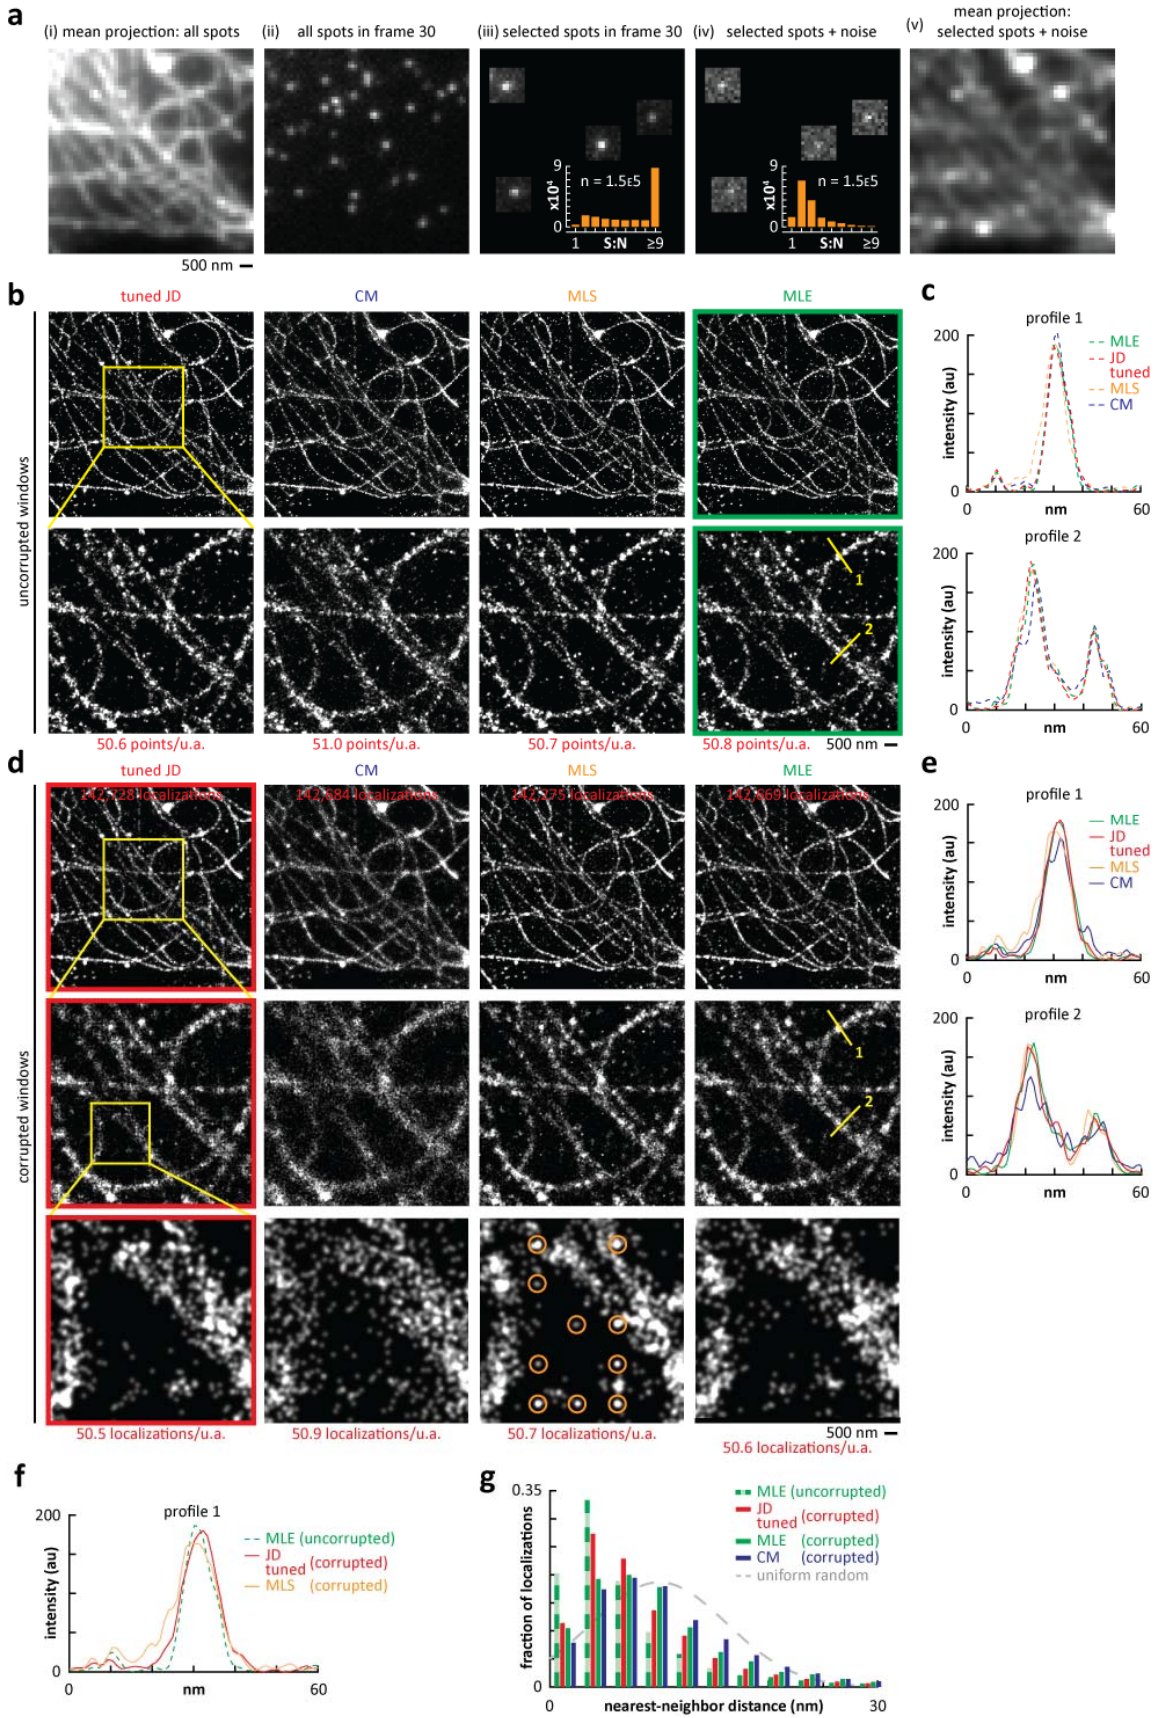 a
(i) mean projection: all spots
(ii) all spots in frame 30
(iii) selected spots in frame 30
(iv) selected spots + noise
(v) mean projection:
selected spots + noise
9
x10⁴
0
n = 1.5E5
1 S:N ≥9
9
x10⁴
0
n = 1.5E5
1 S:N ≥9
500 nm
b
tuned JD
CM
MLS
MLE
uncorrupted windows
1
2
50.6 points/u.a.
51.0 points/u.a.
50.7 points/u.a.
50.8 points/u.a.
500 nm
c
profile 1
200
intensity (au)
0
0 nm 60
MLE
JD
tuned
MLS
CM
profile 2
200
intensity (au)
0
0 nm 60
d
tuned JD
CM
MLS
MLE
142,728 localizations
142,684 localizations
142,275 localizations
142,869 localizations
corrupted windows
1
2
50.5 localizations/u.a.
50.9 localizations/u.a.
50.7 localizations/u.a.
50.6 localizations/u.a.
500 nm
e
profile 1
200
intensity (au)
0
0 nm 60
MLE
JD
tuned
MLS
CM
profile 2
200
intensity (au)
0
0 nm 60
f
profile 1
200
intensity (au)
0
0 nm 60
MLE (uncorrupted)
JD
tuned (corrupted)
MLS (corrupted)
g
0.35
fraction of localizations
0
0 nearest-neighbor distance (nm) 30
MLE (uncorrupted)
JD
tuned (corrupted)
MLE (corrupted)
CM (corrupted)
uniform random